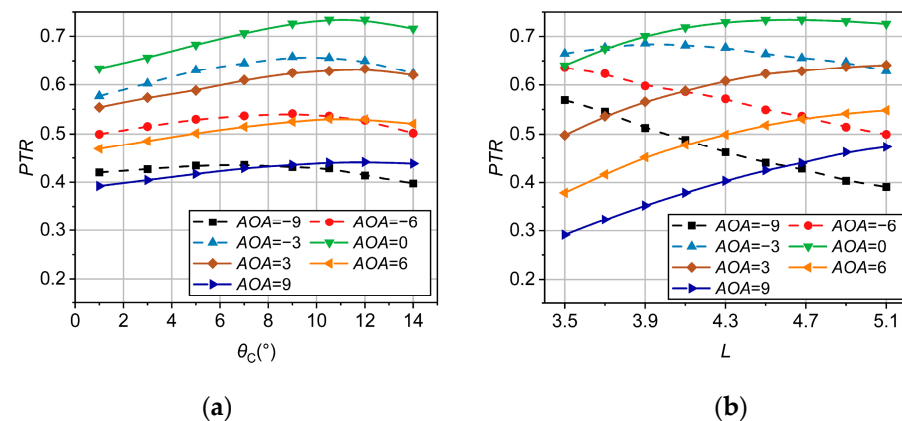 0.7
0.6
0.5
0.4
0.3
0.2
PTR
AOA=−9 AOA=−6
AOA=−3 AOA=0
AOA=3 AOA=6
AOA=9
0 2 4 6 8 10 12 14
θC(°)
(a)
0.7
0.6
0.5
0.4
0.3
0.2
PTR
AOA=−9 AOA=−6
AOA=−3 AOA=0
AOA=3 AOA=6
AOA=9
3.5 3.9 4.3 4.7 5.1
L
(b)